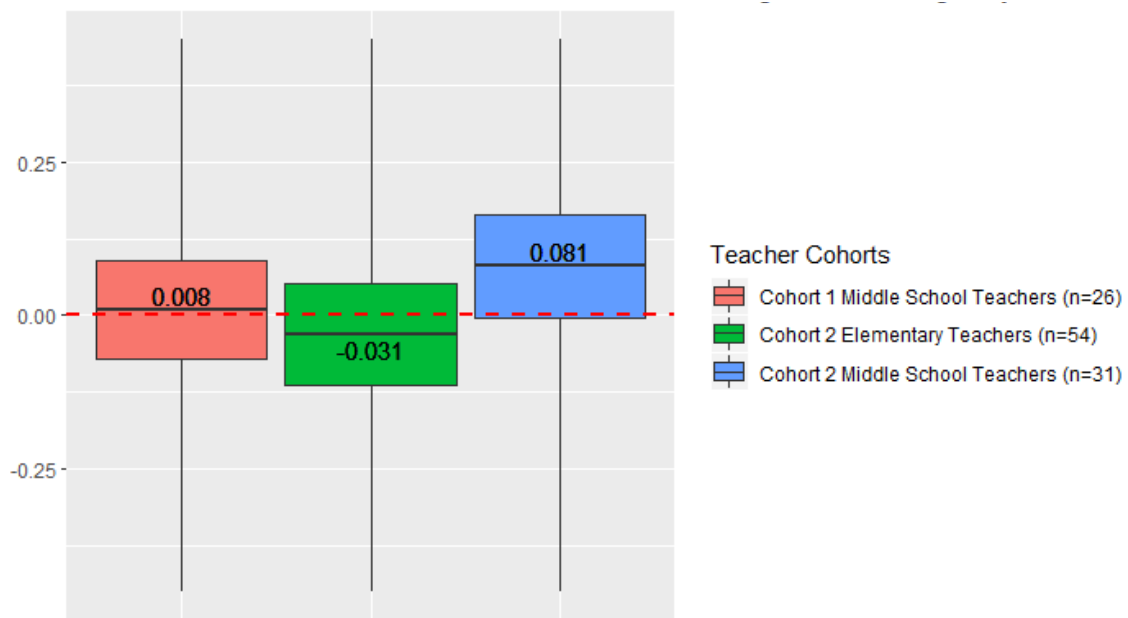 0.25
0.00
-0.25
0.008
-0.031
0.081
Teacher Cohorts
Cohort 1 Middle School Teachers (n=26)
Cohort 2 Elementary Teachers (n=54)
Cohort 2 Middle School Teachers (n=31)